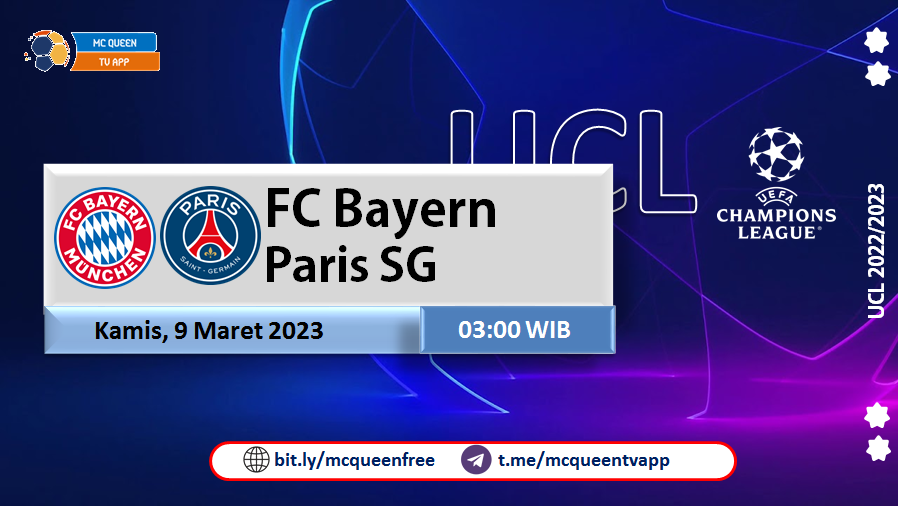 MC QUEEN
TV APP
UCL
FC BAYERN
MÜNCHEN
PARIS
SAINT-GERMAIN
FC Bayern
Paris SG
UEFA
CHAMPIONS
LEAGUE®
UCL 2022/2023
Kamis, 9 Maret 2023
03:00 WIB
bit.ly/mcqueenfree
t.me/mcqueentvapp